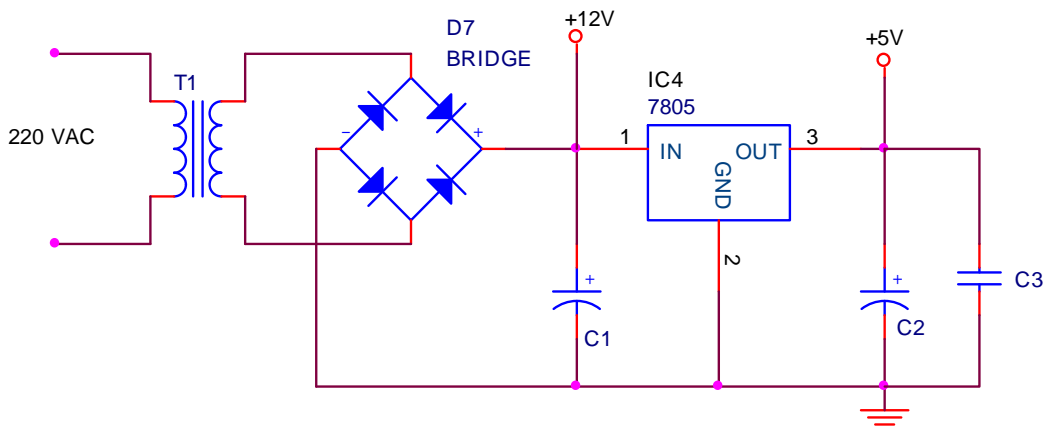 D7
BRIDGE
+12V
+5V
T1
IC4
7805
220 VAC
−
+
1
IN
OUT
3
GND
2
+
C1
+
C2
C3